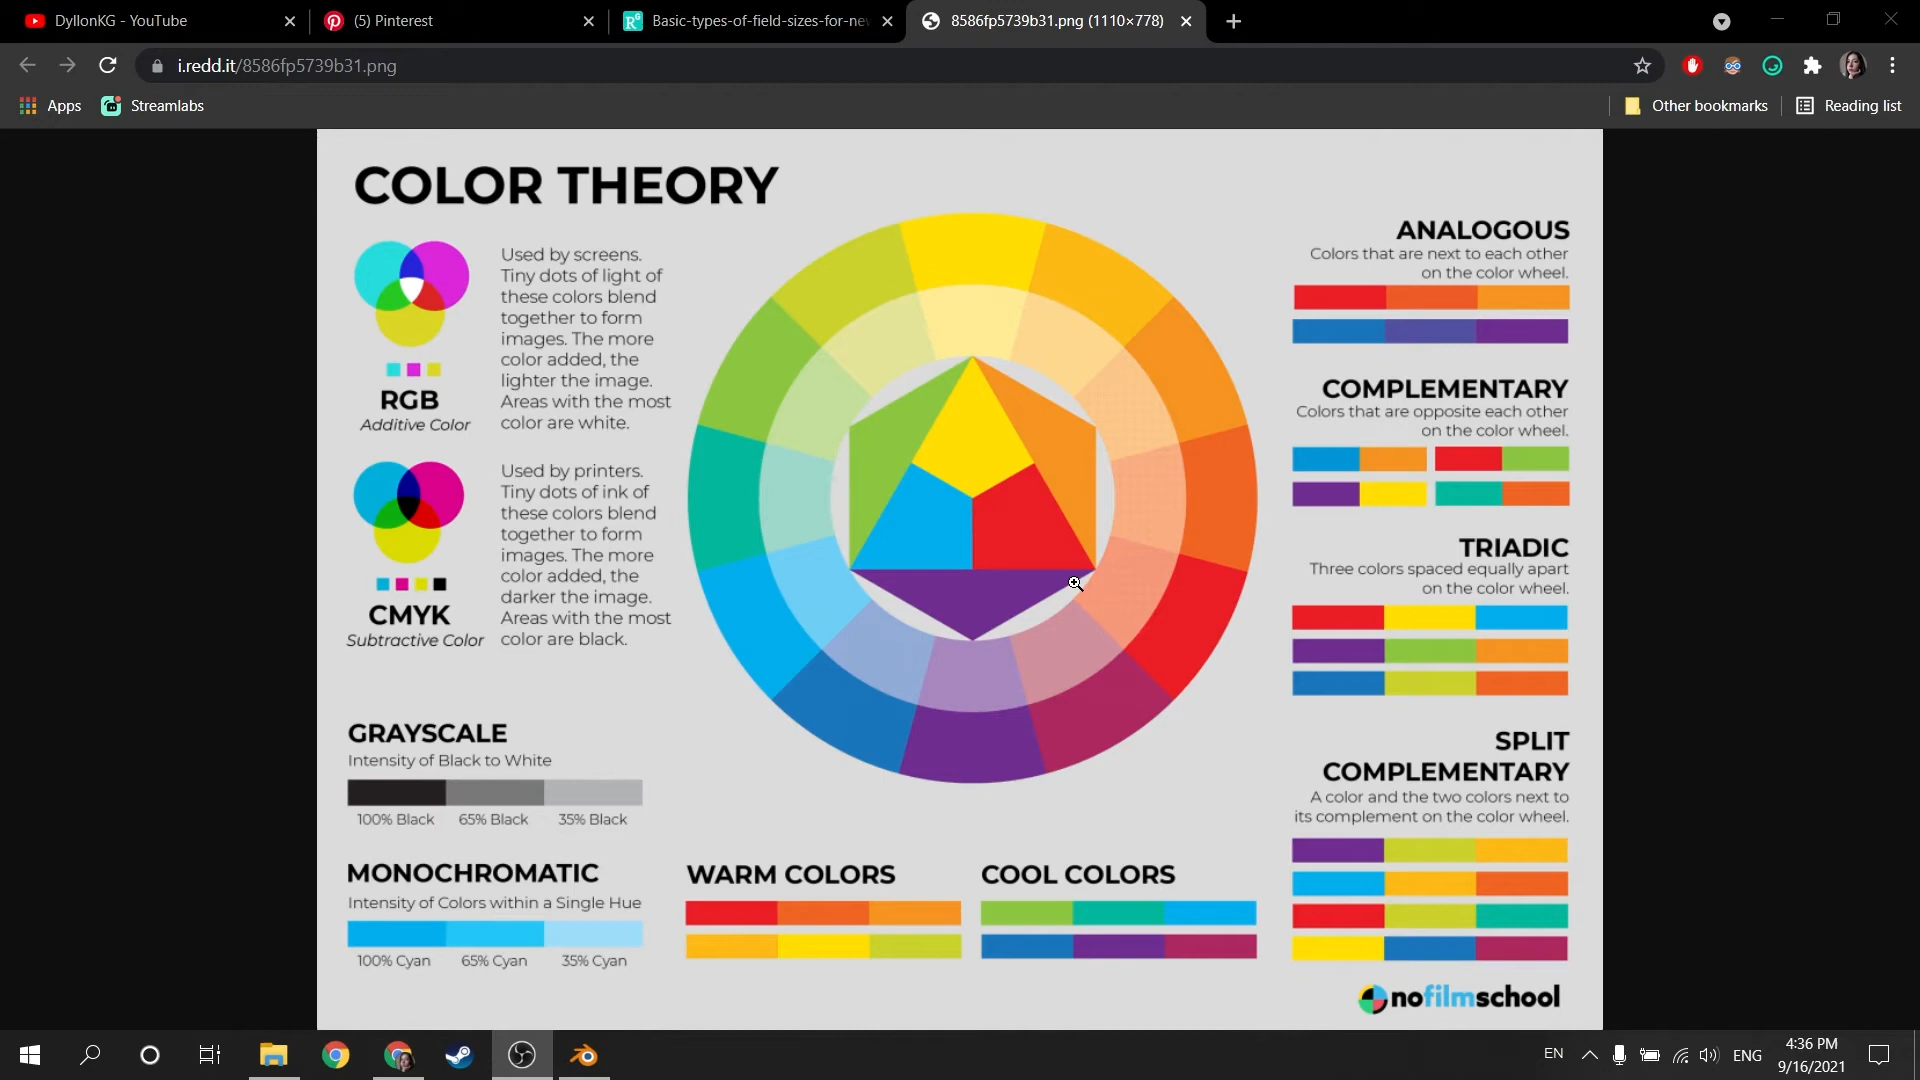 DyllonKG - YouTube
(5) Pinterest
Basic-types-of-field-sizes-for-ne
8586fp5739b31.png (1110×778)
i.redd.it/8586fp5739b31.png
Apps
Streamlabs
Other bookmarks
Reading list
COLOR THEORY
Used by screens.
Tiny dots of light of
these colors blend
together to form
images. The more
color added, the
lighter the image.
Areas with the most
color are white.
RGB
Additive Color
Used by printers.
Tiny dots of ink of
these colors blend
together to form
images. The more
color added, the
darker the image.
Areas with the most
color are black.
CMYK
Subtractive Color
GRAYSCALE
Intensity of Black to White
100% Black 65% Black 35% Black
MONOCHROMATIC
Intensity of Colors within a Single Hue
100% Cyan 65% Cyan 35% Cyan
WARM COLORS
COOL COLORS
ANALOGOUS
Colors that are next to each other
on the color wheel.
COMPLEMENTARY
Colors that are opposite each other
on the color wheel.
TRIADIC
Three colors spaced equally apart
on the color wheel.
SPLIT
COMPLEMENTARY
A color and the two colors next to
its complement on the color wheel.
nofilmschool
EN
ENG
4:36 PM
9/16/2021